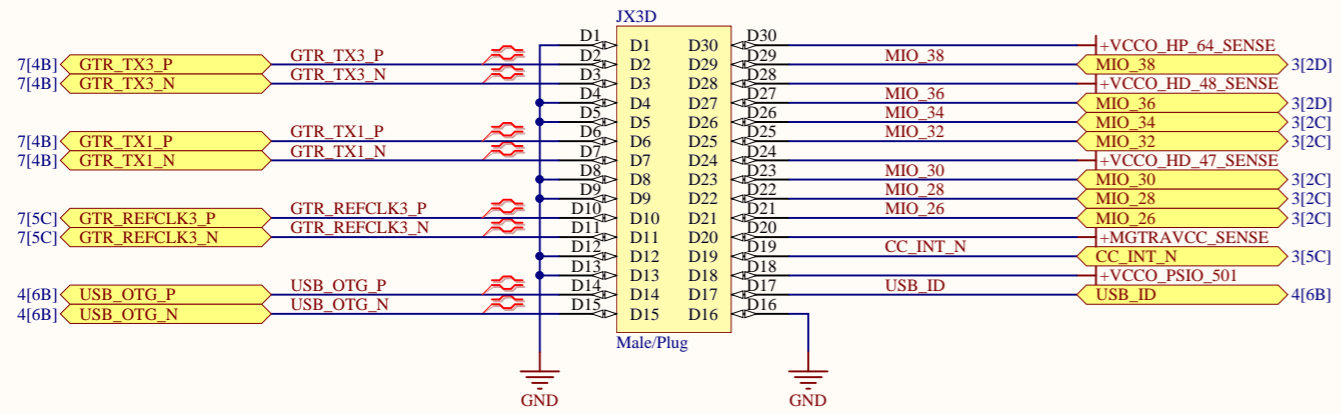 JX3D
D1 D1 D30 D30 +VCCO_HP_64_SENSE
7[4B] GTR_TX3_P GTR_TX3_P D2 D2 D29 D29 MIO_38 MIO_38 3[2D]
7[4B] GTR_TX3_N GTR_TX3_N D3 D3 D28 D28 +VCCO_HD_48_SENSE
D4 D4 D27 D27 MIO_36 MIO_36 3[2D]
D5 D5 D26 D26 MIO_34 MIO_34 3[2C]
7[4B] GTR_TX1_P GTR_TX1_P D6 D6 D25 D25 MIO_32 MIO_32 3[2C]
7[4B] GTR_TX1_N GTR_TX1_N D7 D7 D24 D24 +VCCO_HD_47_SENSE
D8 D8 D23 D23 MIO_30 MIO_30 3[2C]
D9 D9 D22 D22 MIO_28 MIO_28 3[2C]
7[5C] GTR_REFCLK3_P GTR_REFCLK3_P D10 D10 D21 D21 MIO_26 MIO_26 3[2C]
7[5C] GTR_REFCLK3_N GTR_REFCLK3_N D11 D11 D20 D20 +MGTRAVCC_SENSE
D12 D12 D19 D19 CC_INT_N CC_INT_N 3[5C]
D13 D13 D18 D18 +VCCO_PSIO_501
4[6B] USB_OTG_P USB_OTG_P D14 D14 D17 D17 USB_ID USB_ID 4[6B]
4[6B] USB_OTG_N USB_OTG_N D15 D15 D16 D16
Male/Plug
GND GND